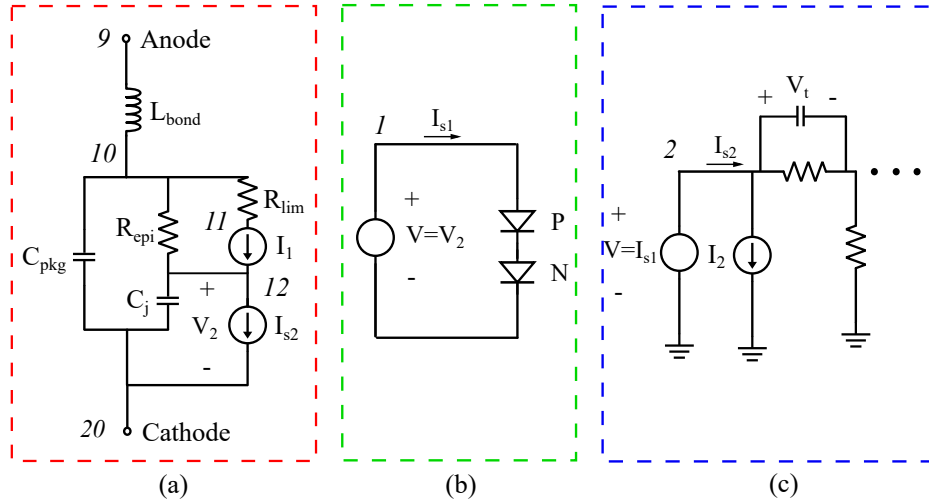 9 Anode
L_bond
10
R_lim
11
R_epi
I_1
C_pkg
+ 12
C_j
V_2 I_s2
-
20 Cathode
(a)
1 I_s1
+
P
V=V_2
N
-
(b)
V_t
+ -
2 I_s2
+
V=I_s1 I_2
-
(c)